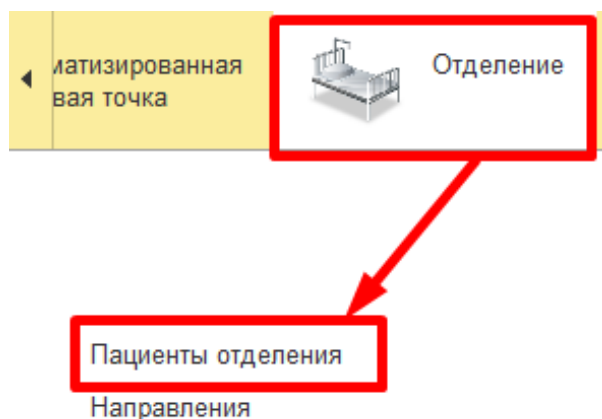 матизированная
вая точка
Отделение
Пациенты отделения
Направления